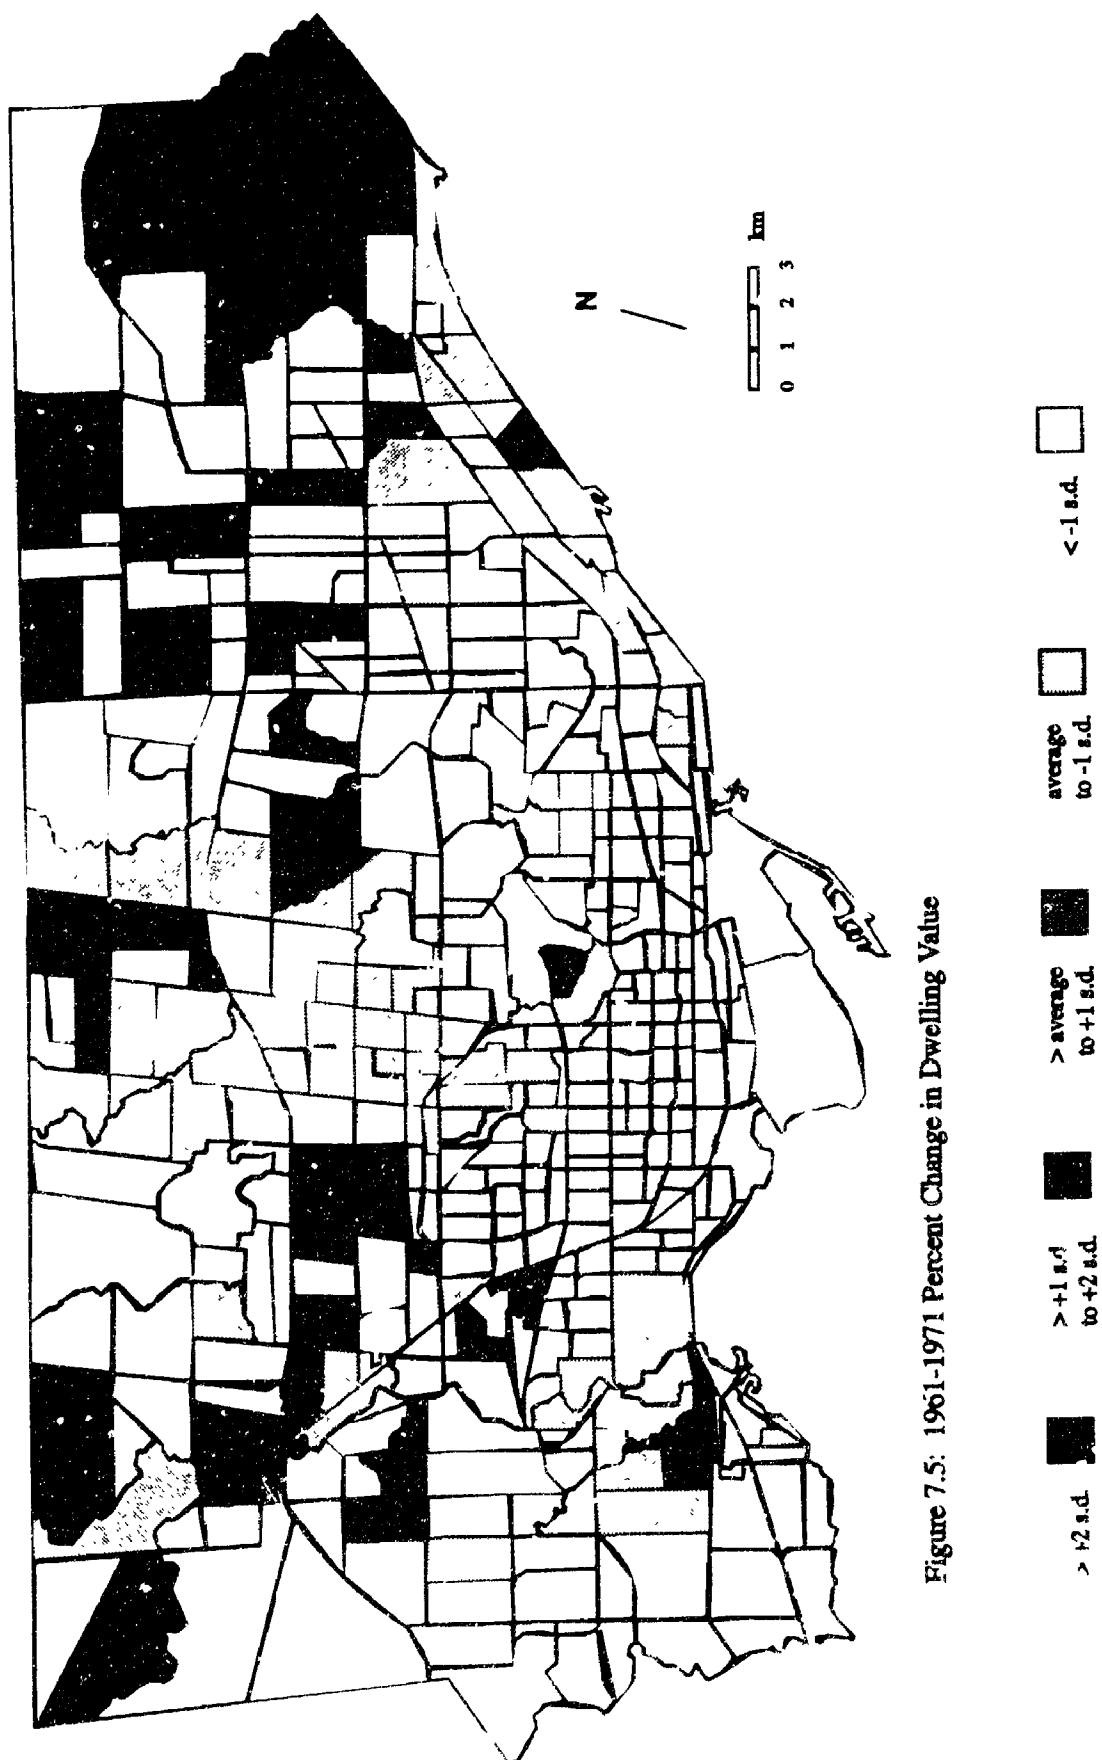 N
km
0 1 2 3
Figure 7.5: 1961-1971 Percent Change in Dwelling Value
> +2 s.d.
> +1 s.d
to +2 s.d.
> average
to +1 s.d.
average
to -1 s.d.
< -1 s.d.